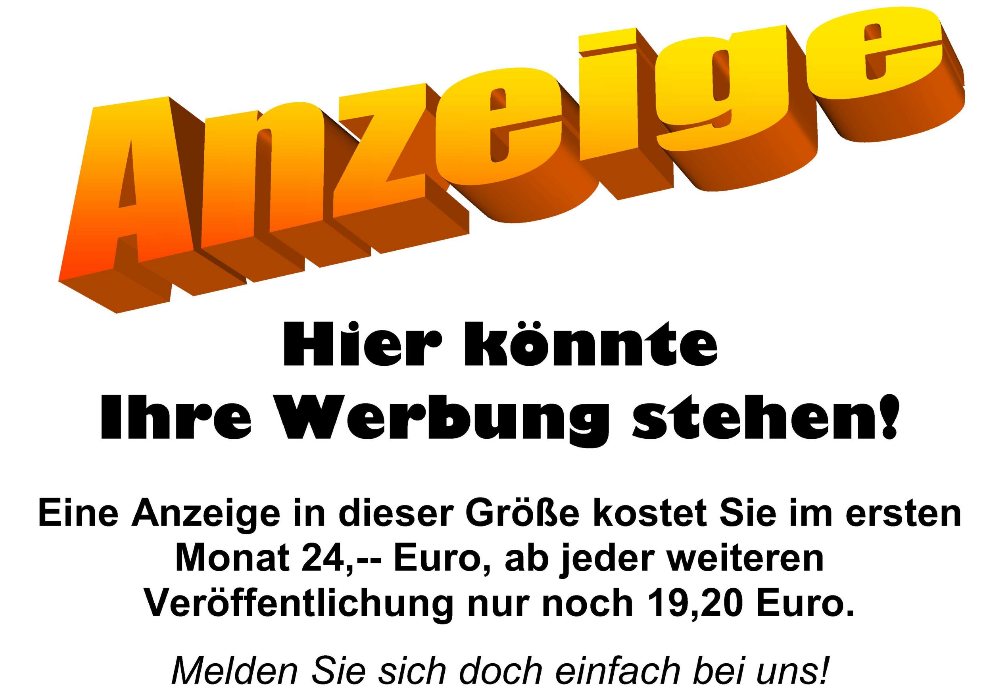 Anzeige
Hier könnte
Ihre Werbung stehen!
Eine Anzeige in dieser Größe kostet Sie im ersten
Monat 24,-- Euro, ab jeder weiteren
Veröffentlichung nur noch 19,20 Euro.
Melden Sie sich doch einfach bei uns!